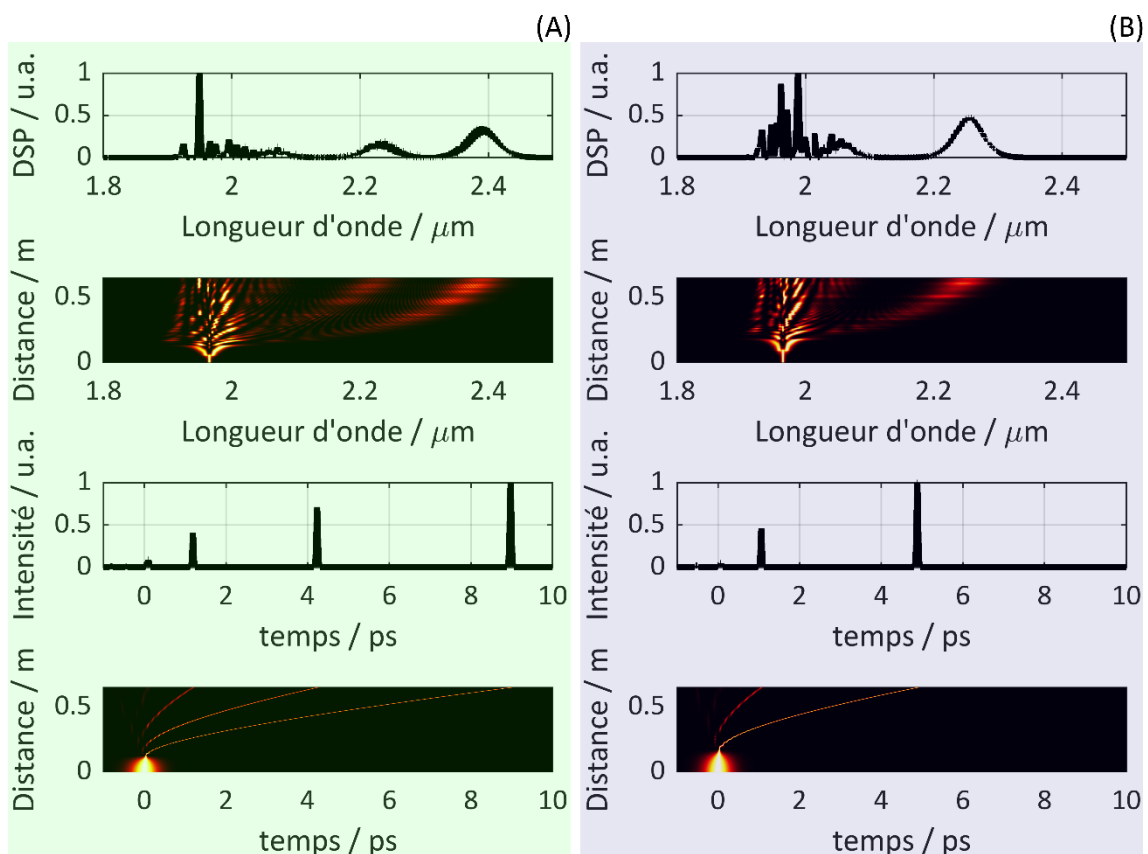 (A)
DSP / u.a.
1
0.5
0
1.8 2 2.2 2.4
Longueur d'onde / μm
Distance / m
0.5
0
1.8 2 2.2 2.4
Longueur d'onde / μm
Intensité / u.a.
1
0.5
0
0 2 4 6 8 10
temps / ps
Distance / m
0.5
0
0 2 4 6 8 10
temps / ps
(B)
DSP / u.a.
1
0.5
0
1.8 2 2.2 2.4
Longueur d'onde / μm
Distance / m
0.5
0
1.8 2 2.2 2.4
Longueur d'onde / μm
Intensité / u.a.
1
0.5
0
0 2 4 6 8 10
temps / ps
Distance / m
0.5
0
0 2 4 6 8 10
temps / ps